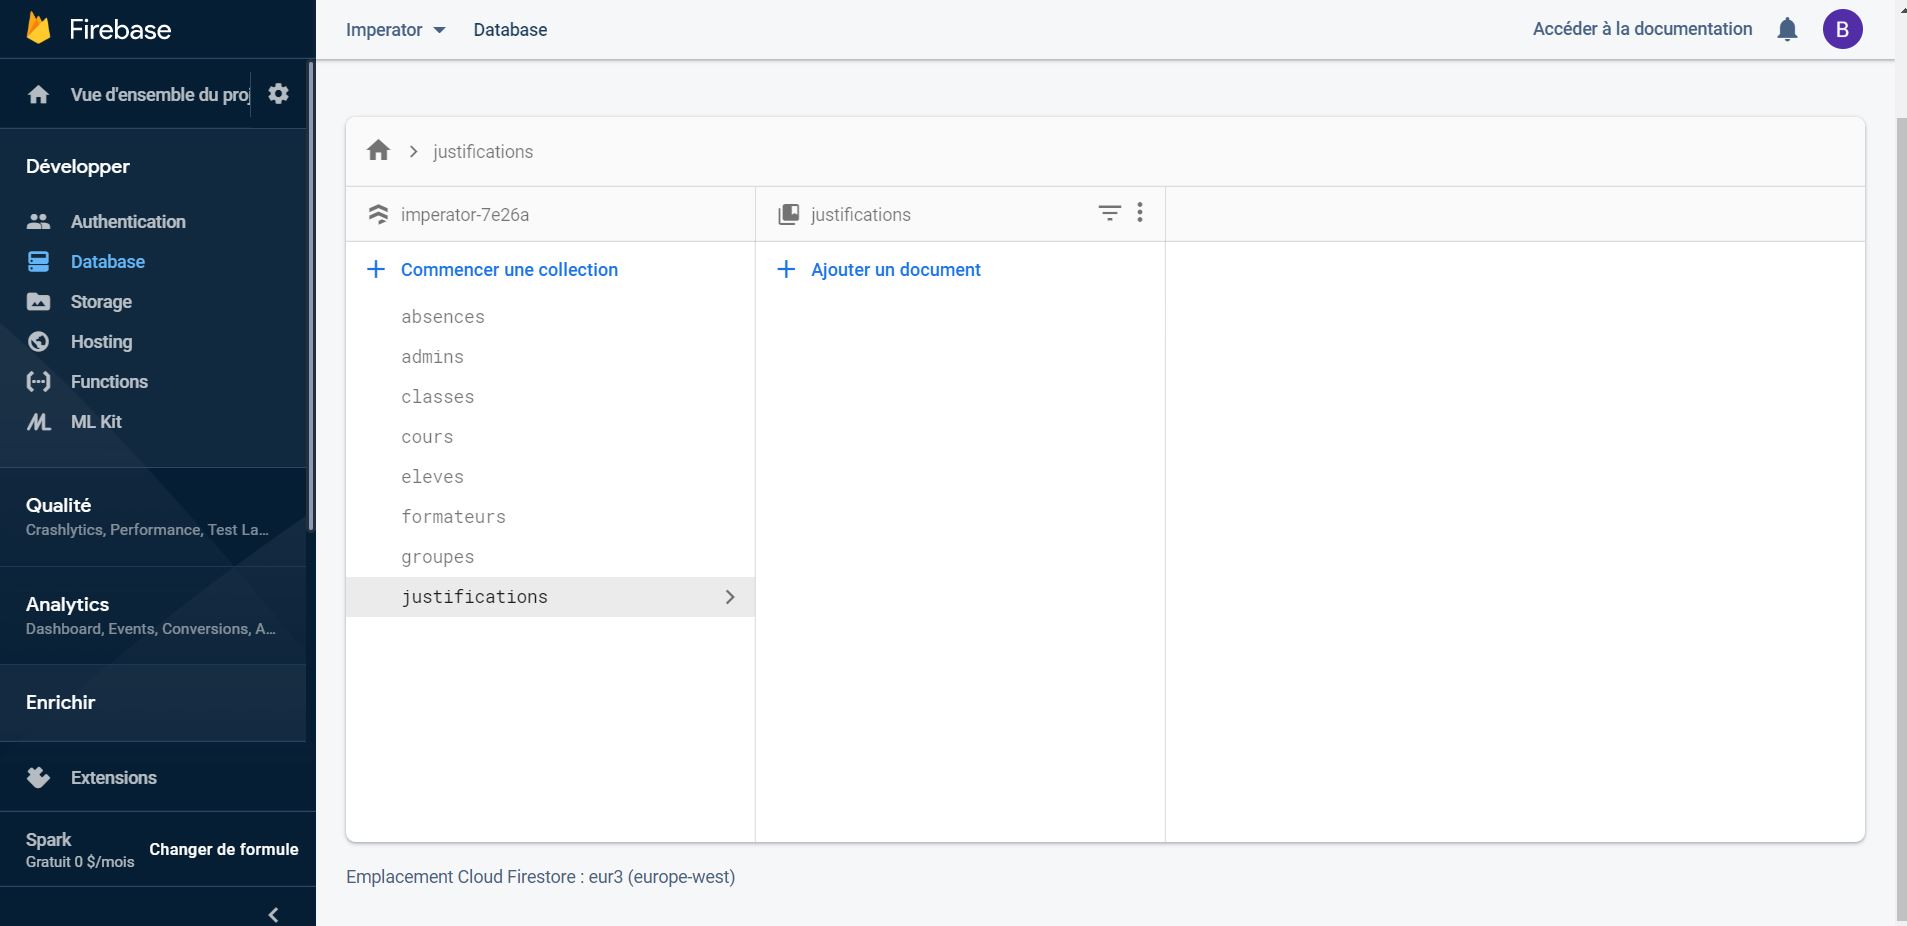 Firebase
Vue d'ensemble du proj
Développer
Authentication
Database
Storage
Hosting
Functions
ML Kit
Qualité
Crashlytics, Performance, Test La...
Analytics
Dashboard, Events, Conversions, A...
Enrichir
Extensions
Spark
Gratuit 0 $/mois
Changer de formule
Imperator
Database
Accéder à la documentation
B
justifications
imperator-7e26a
Commencer une collection
absences
admins
classes
cours
eleves
formateurs
groupes
justifications
justifications
Ajouter un document
Emplacement Cloud Firestore : eur3 (europe-west)